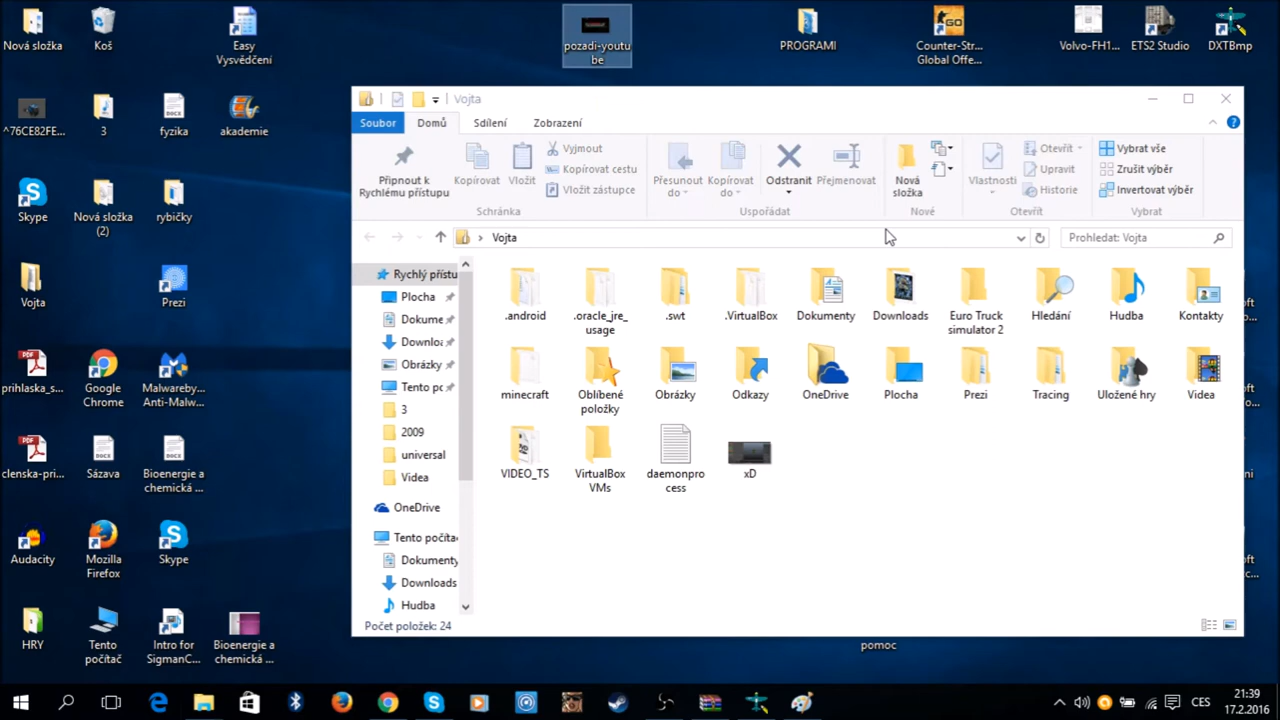 Nová složka
Koš
Easy
Vysvědčení
pozadi-youtu
be
PROGRAMI
Counter-Str...
Global Offe...
Volvo-FH1...
ETS2 Studio
DXTBmp
^76CE82FE...
3
fyzika
akademie
Skype
Nová složka
(2)
rybičky
Vojta
Prezi
prihlaska_s...
Google
Chrome
Malwareby...
Anti-Malw...
clenska-pri...
Sázava
Bioenergie a
chemická ...
Audacity
Mozilla
Firefox
Skype
HRY
Tento
počítač
Intro for
SigmanC...
Bioenergie a
chemická ...
Vojta
Soubor
Domů
Sdílení
Zobrazení
Připnout k
Rychlému přístupu
Kopírovat
Vložit
Vyjmout
Kopírovat cestu
Vložit zástupce
Schránka
Přesunout
do
Kopírovat
do
Odstranit
Přejmenovat
Uspořádat
Nová
složka
Nové
Vlastnosti
Otevřít
Upravit
Historie
Otevřít
Vybrat vše
Zrušit výběr
Invertovat výběr
Vybrat
Vojta
Prohledat: Vojta
Rychlý přístu
Plocha
Dokume
Downloa
Obrázky
Tento po
3
2009
universal
Videa
OneDrive
Tento počíta
Dokumenty
Downloads
Hudba
.android
.oracle_jre_
usage
.swt
.VirtualBox
Dokumenty
Downloads
Euro Truck
simulator 2
Hledání
Hudba
Kontakty
minecraft
Oblíbené
položky
Obrázky
Odkazy
OneDrive
Plocha
Prezi
Tracing
Uložené hry
Videa
VIDEO_TS
VirtualBox
VMs
daemonpro
cess
xD
Počet položek: 24
pomoc
CES
21:39
17.2.2016